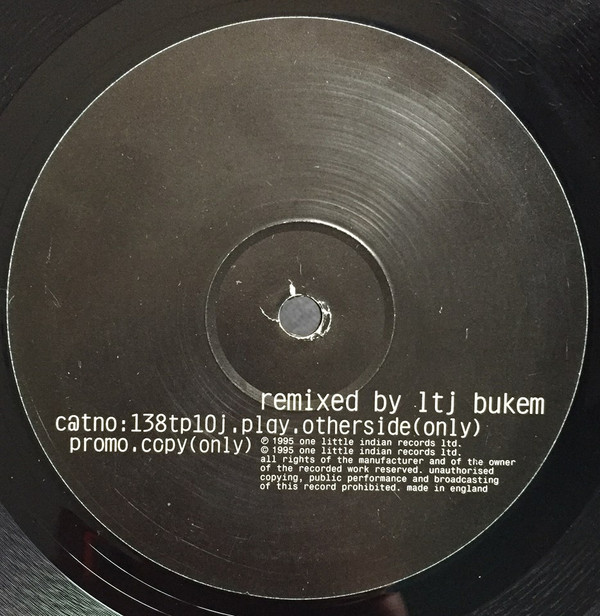 remixed by ltj bukem
catno:138tp10j.play.otherside(only)
promo.copy(only)
℗ 1995 one little indian records ltd.
© 1995 one little indian records ltd.
all rights of the manufacturer and of the owner
of the recorded work reserved. unauthorised
copying, public performance and broadcasting
of this record prohibited. made in england